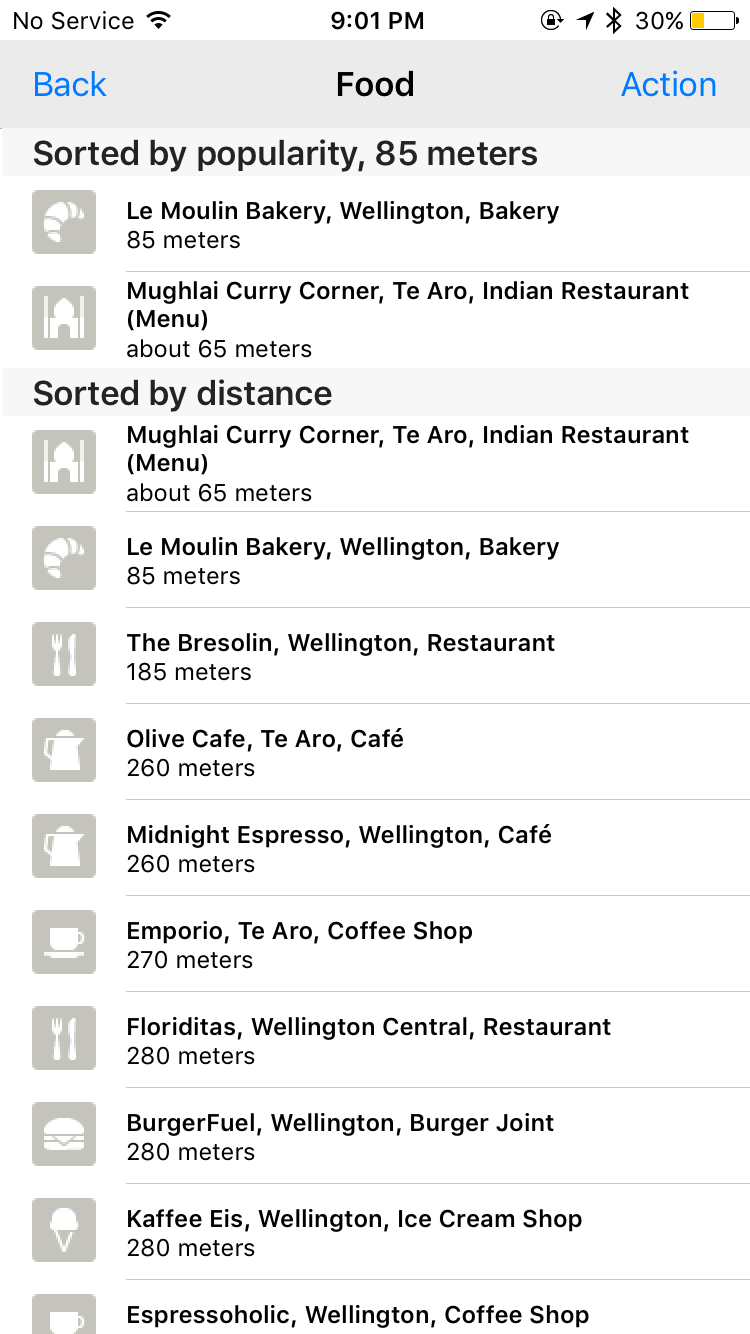 No Service 9:01 PM 30%
Back Food Action
Sorted by popularity, 85 meters
Le Moulin Bakery, Wellington, Bakery
85 meters
Mughlai Curry Corner, Te Aro, Indian Restaurant
(Menu)
about 65 meters
Sorted by distance
Mughlai Curry Corner, Te Aro, Indian Restaurant
(Menu)
about 65 meters
Le Moulin Bakery, Wellington, Bakery
85 meters
The Bresolin, Wellington, Restaurant
185 meters
Olive Cafe, Te Aro, Café
260 meters
Midnight Espresso, Wellington, Café
260 meters
Emporio, Te Aro, Coffee Shop
270 meters
Floriditas, Wellington Central, Restaurant
280 meters
BurgerFuel, Wellington, Burger Joint
280 meters
Kaffee Eis, Wellington, Ice Cream Shop
280 meters
Espressoholic, Wellington, Coffee Shop